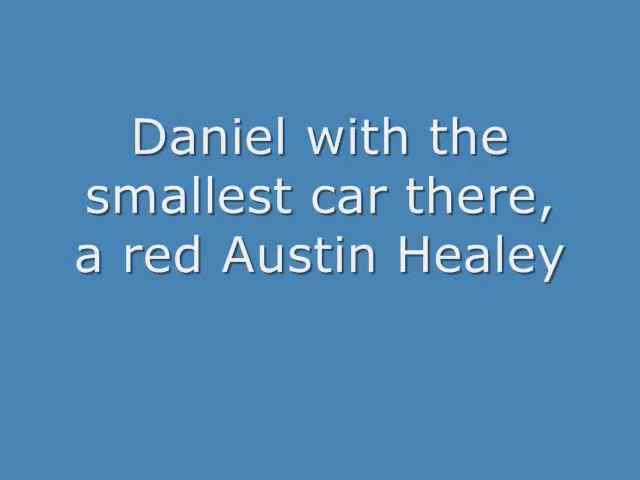 Daniel with the
smallest car there,
a red Austin Healey